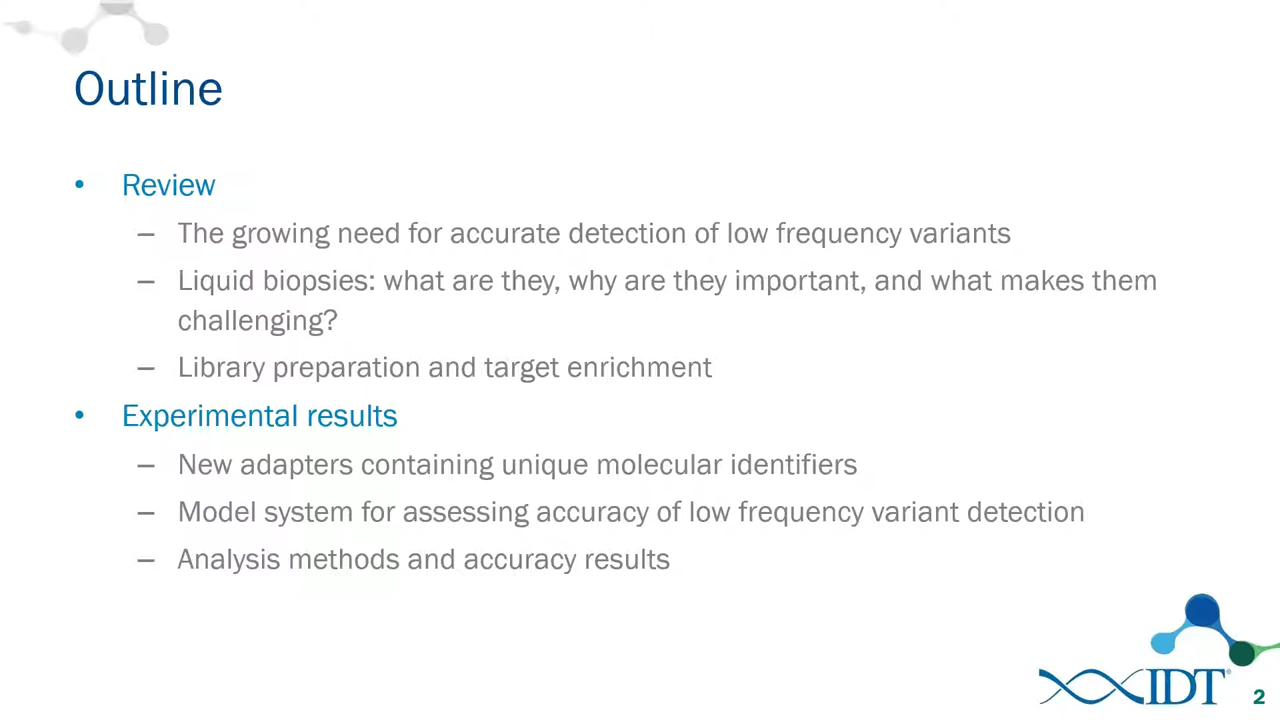 Outline
• Review
– The growing need for accurate detection of low frequency variants
– Liquid biopsies: what are they, why are they important, and what makes them
challenging?
– Library preparation and target enrichment
• Experimental results
– New adapters containing unique molecular identifiers
– Model system for assessing accuracy of low frequency variant detection
– Analysis methods and accuracy results
IDT®
2